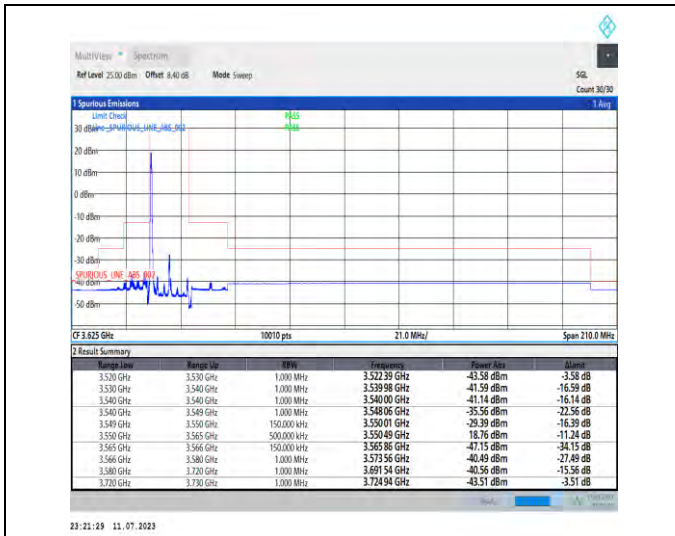 MultiView Spectrum
Ref Level 25.00 dBm Offset 8.40 dB Mode Sweep SGL
Count 30/30
1 Spurious Emissions 1 Avg
Limit Check PASS
30 dBm Line _SPURIOUS_LINE_ABS_002 PASS
20 dBm
10 dBm
0 dBm
-10 dBm
-20 dBm
-30 dBm
_SPURIOUS_LINE_ABS_002
-40 dBm
-50 dBm
CF 3.625 GHz 10010 pts 21.0 MHz/ Span 210.0 MHz
2 Result Summary
Range Low Range Up RBW Frequency Power Abs ΔLimit
3.520 GHz 3.530 GHz 1.000 MHz 3.522 39 GHz -43.58 dBm -3.58 dB
3.530 GHz 3.540 GHz 1.000 MHz 3.539 98 GHz -41.59 dBm -16.59 dB
3.540 GHz 3.540 GHz 1.000 MHz 3.540 00 GHz -41.14 dBm -16.14 dB
3.540 GHz 3.549 GHz 1.000 MHz 3.548 06 GHz -35.56 dBm -22.56 dB
3.549 GHz 3.550 GHz 150.000 kHz 3.550 01 GHz -29.39 dBm -16.39 dB
3.550 GHz 3.565 GHz 500.000 kHz 3.550 49 GHz 18.76 dBm -11.24 dB
3.565 GHz 3.566 GHz 150.000 kHz 3.565 86 GHz -47.15 dBm -34.15 dB
3.566 GHz 3.580 GHz 1.000 MHz 3.573 56 GHz -40.49 dBm -27.49 dB
3.580 GHz 3.720 GHz 1.000 MHz 3.691 54 GHz -40.56 dBm -15.56 dB
3.720 GHz 3.730 GHz 1.000 MHz 3.724 94 GHz -43.51 dBm -3.51 dB
23:21:29 11.07.2023